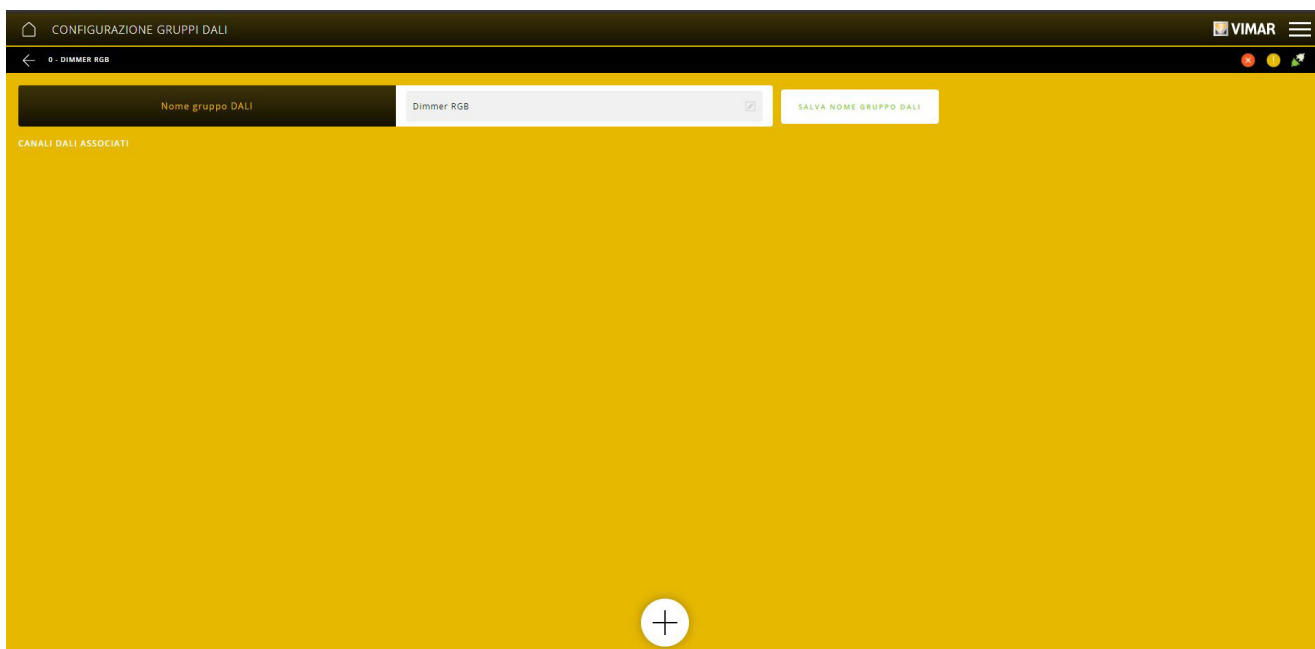 CONFIGURAZIONE GRUPPI DALI
VIMAR
0 - DIMMER RGB
Nome gruppo DALI
Dimmer RGB
SALVA NOME GRUPPO DALI
CANALI DALI ASSOCIATI